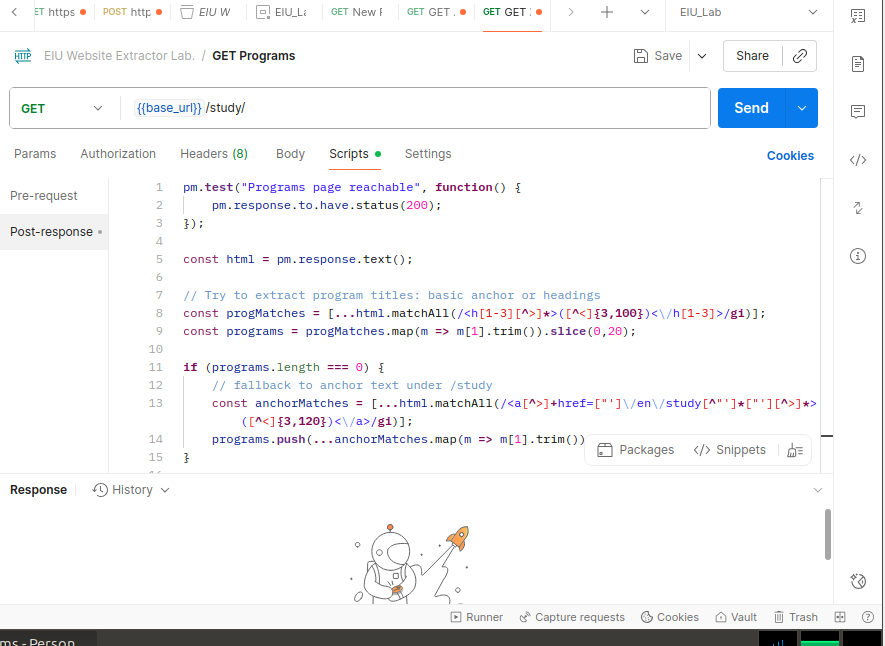 ET https
POST http
EIU W
EIU_L
GET New F
GET GET .
GET GET
EIU_Lab
HTTP EIU Website Extractor Lab. / GET Programs
Save
Share
GET
{{base_url}} /study/
Send
Params Authorization Headers (8) Body Scripts Settings
Cookies
Pre-request
Post-response
1 pm.test("Programs page reachable", function() {
2 pm.response.to.have.status(200);
3 });
4
5 const html = pm.response.text();
6
7 // Try to extract program titles: basic anchor or headings
8 const progMatches = [...html.matchAll(/<h[1-3][^>]*>([^<]{3,100})<\/h[1-3]>/gi)];
9 const programs = progMatches.map(m => m[1].trim()).slice(0,20);
10
11 if (programs.length === 0) {
12 // fallback to anchor text under /study
13 const anchorMatches = [...html.matchAll(/<a[^>]+href=["']\/en\/study[^"']*["'][^>]*>
([^<]{3,120})<\/a>/gi)];
14 programs.push(...anchorMatches.map(m => m[1].trim())
15 }
Packages
Snippets
Response
History
Runner Capture requests Cookies Vault Trash
ms - Person